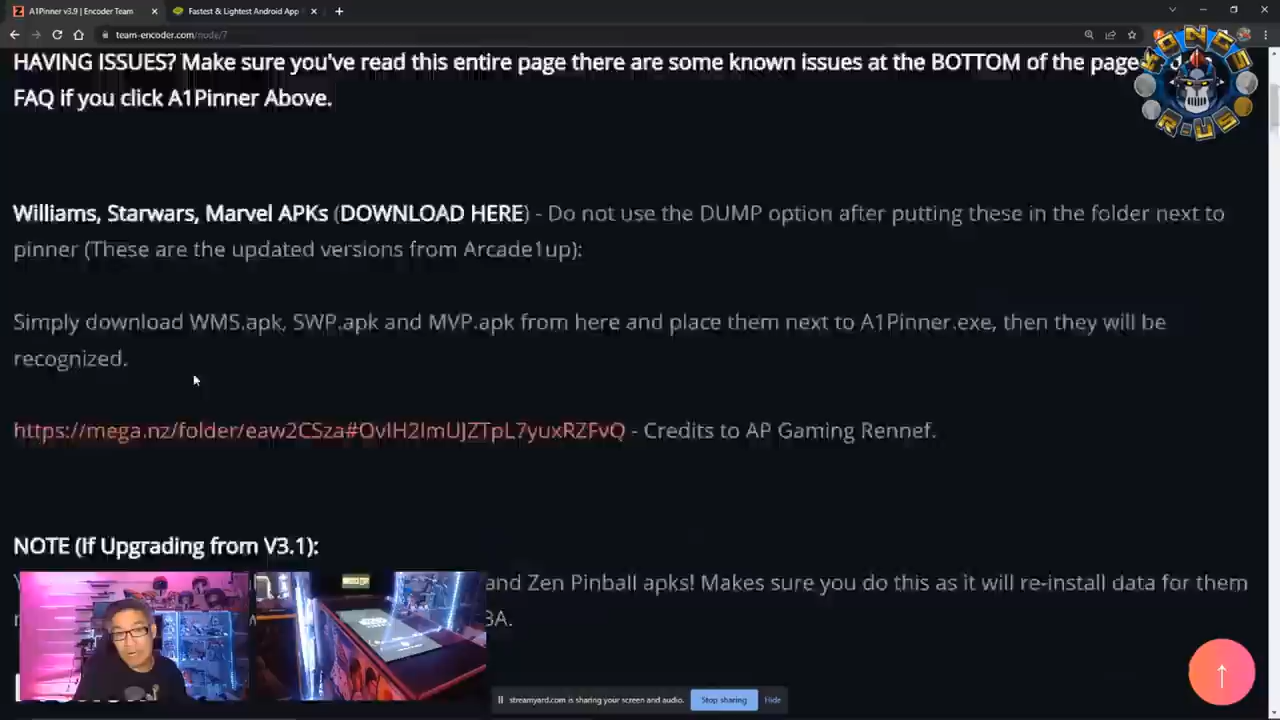 A1Pinner v3.9 | Encoder Team
Fastest & Lightest Android App
team-encoder.com/node/7
HAVING ISSUES? Make sure you've read this entire page there are some known issues at the BOTTOM of the page
FAQ if you click A1Pinner Above.
KONGS
R-US
Williams, Starwars, Marvel APKs (DOWNLOAD HERE) - Do not use the DUMP option after putting these in the folder next to
pinner (These are the updated versions from Arcade1up):
Simply download WMS.apk, SWP.apk and MVP.apk from here and place them next to A1Pinner.exe, then they will be
recognized.
https://mega.nz/folder/eaw2CSza#OvIH2ImUJZTpL7yuxRZFvQ - Credits to AP Gaming Rennef.
NOTE (If Upgrading from V3.1):
and Zen Pinball apks! Makes sure you do this as it will re-install data for them
streamyard.com is sharing your screen and audio.
Stop sharing
Hide